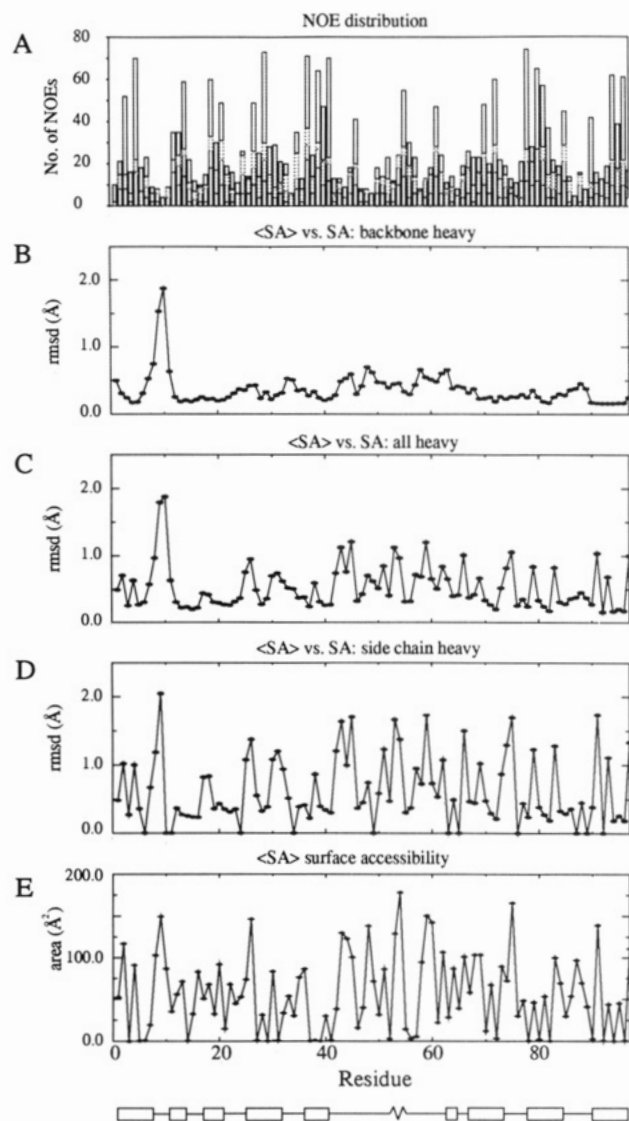 NOE distribution
A
No. of NOEs
80
60
40
20
0
<SA> vs. SA: backbone heavy
B
rmsd (Å)
2.0
1.0
0.0
<SA> vs. SA: all heavy
C
rmsd (Å)
2.0
1.0
0.0
<SA> vs. SA: side chain heavy
D
rmsd (Å)
2.0
1.0
0.0
<SA> surface accessibility
E
area (Å²)
200.0
100.0
0.0
0 20 40 60 80
Residue